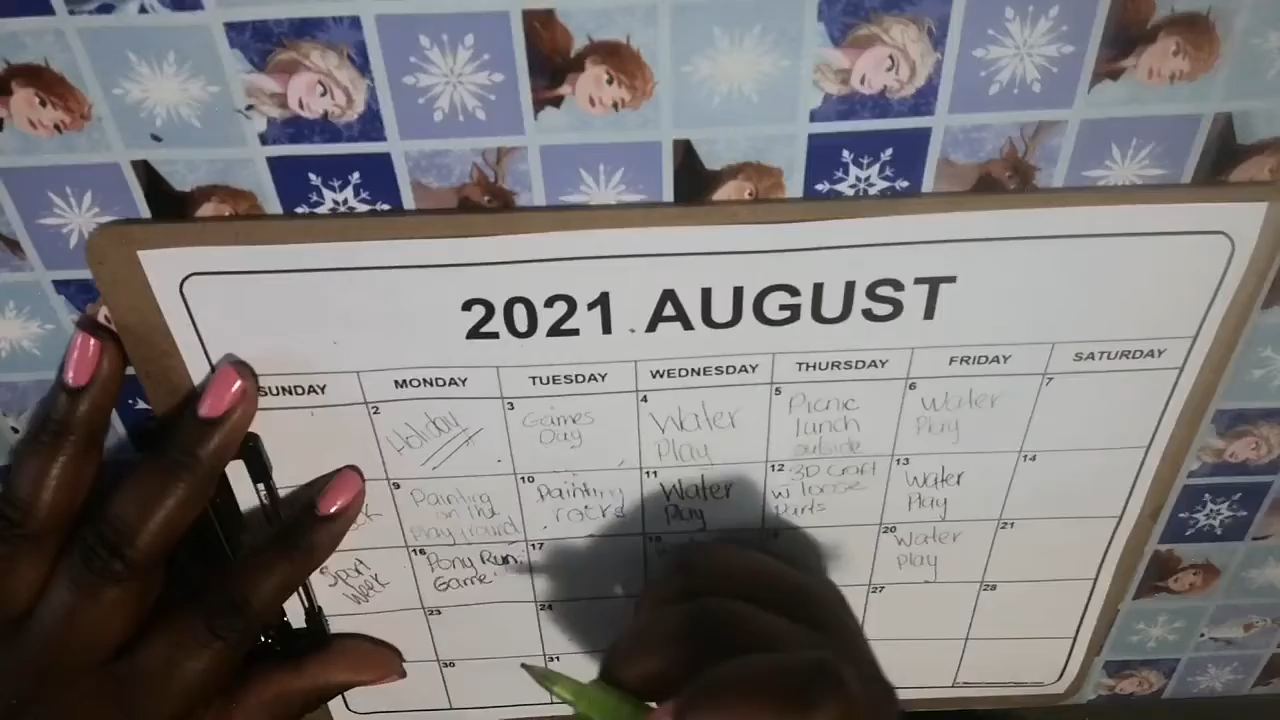 2021 AUGUST
SUNDAY MONDAY TUESDAY WEDNESDAY THURSDAY FRIDAY SATURDAY
2 3 4 5 6 7
Holiday
Games
Day
Water
Play
Picnic
lunch
outside
Water
Play
9 10 11 12 13 14
Painting
on the
playground
Painting
rocks
Water
Play
3D craft
w loose
Parts
Water
Play
Sport
Week
16 17 18 20 21
Pony Run:
Game
Water
Play
23 24 27 28
30 31